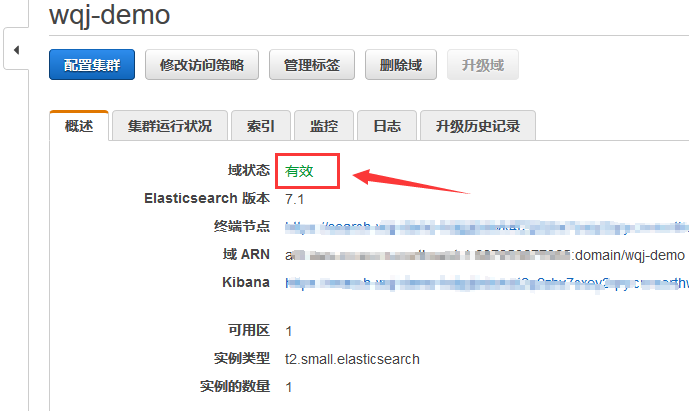 wqj-demo
配置集群 修改访问策略 管理标签 删除域 升级域
概述 集群运行状况 索引 监控 日志 升级历史记录
域状态 有效
Elasticsearch 版本 7.1
终端节点
域 ARN :domain/wqj-demo
Kibana
可用区 1
实例类型 t2.small.elasticsearch
实例的数量 1